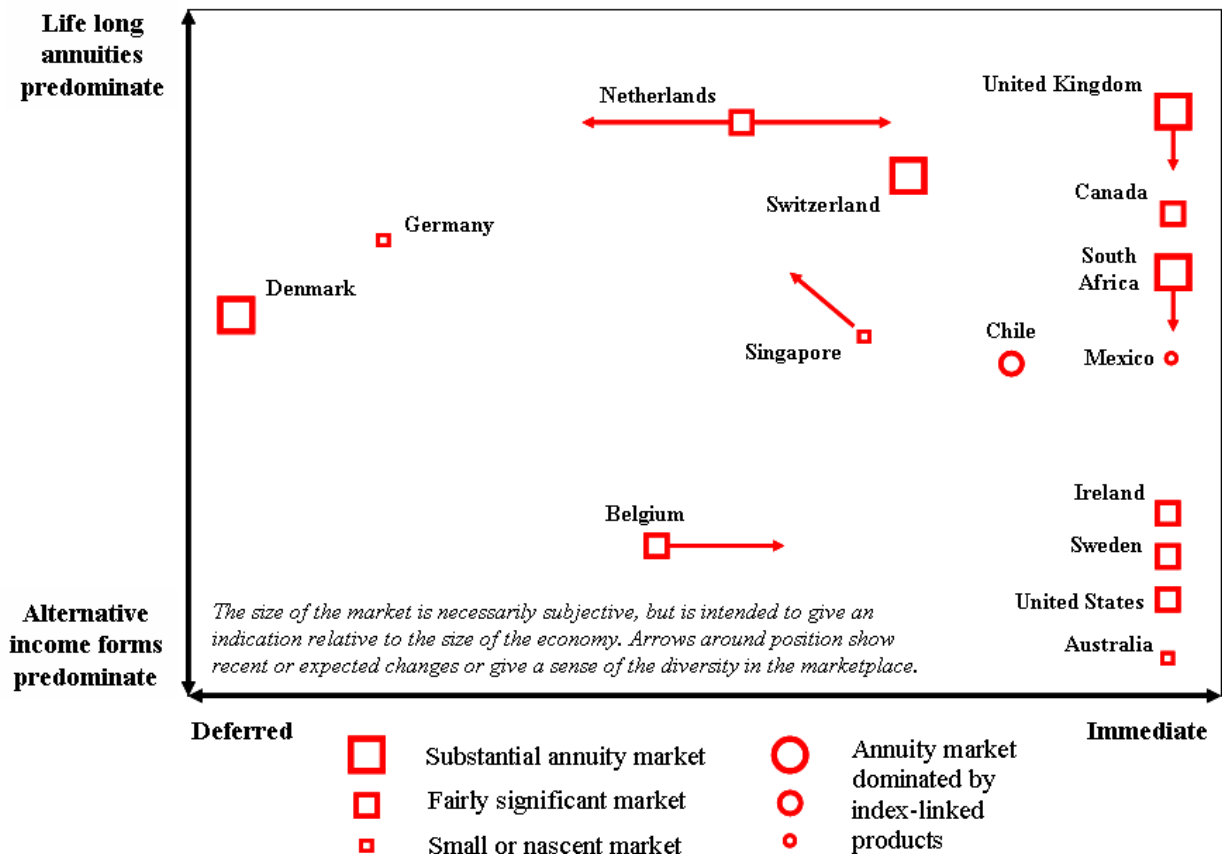 Life long
annuities
predominate
Netherlands
United Kingdom
Switzerland
Canada
Germany
South
Africa
Denmark
Chile
Singapore
Mexico
Ireland
Belgium
Sweden
United States
Australia
Alternative
income forms
predominate
The size of the market is necessarily subjective, but is intended to give an
indication relative to the size of the economy. Arrows around position show
recent or expected changes or give a sense of the diversity in the marketplace.
Deferred
Immediate
Substantial annuity market
Fairly significant market
Small or nascent market
Annuity market
dominated by
index-linked
products